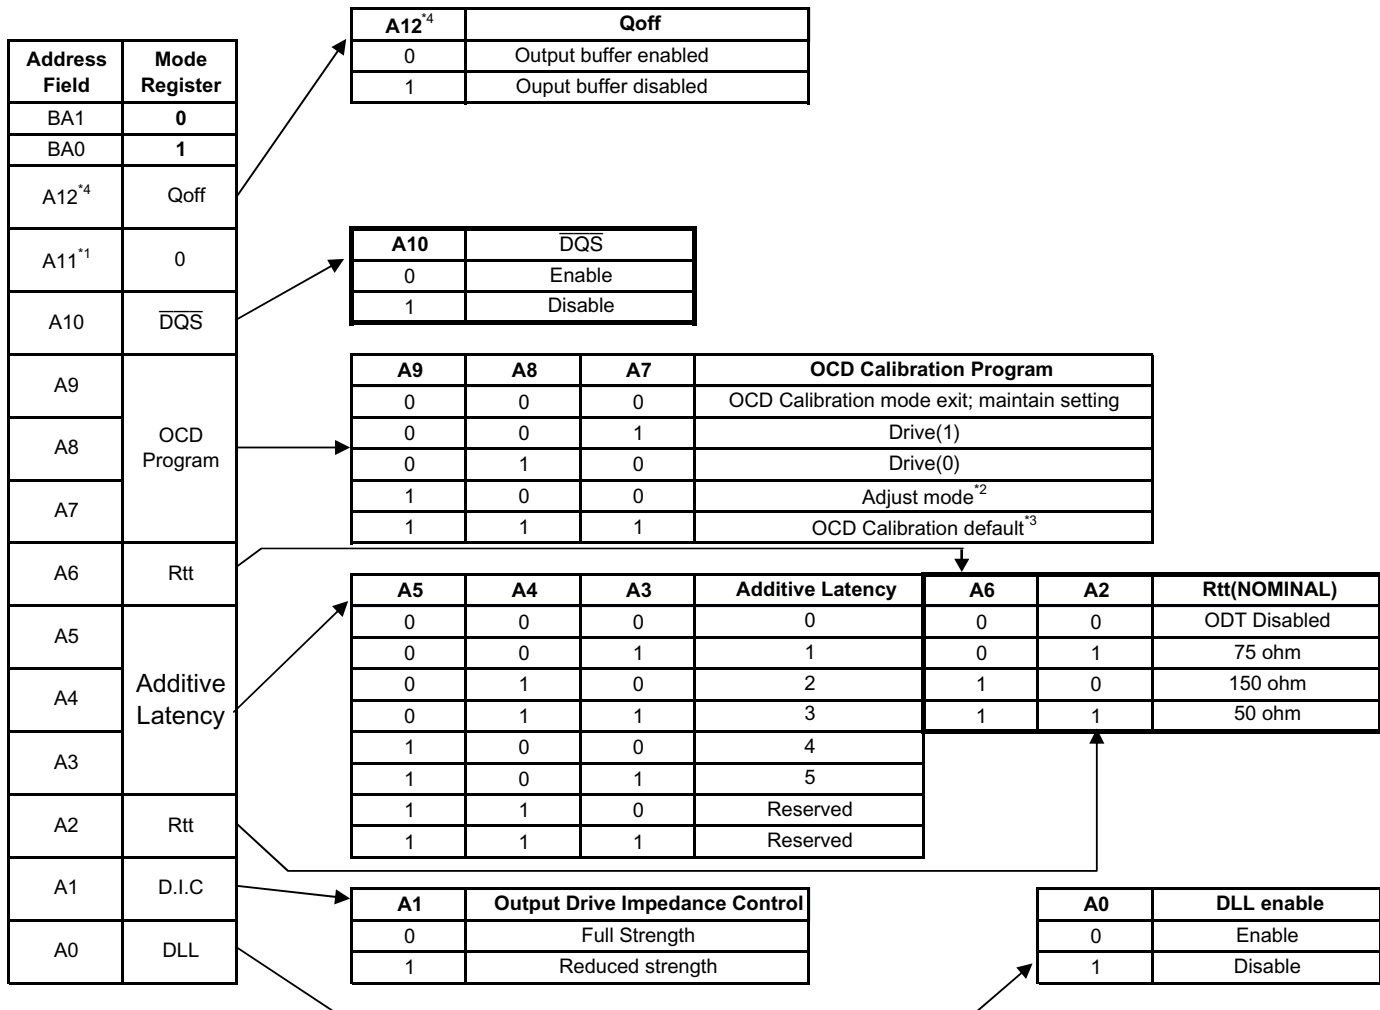 Address Field Mode Register
BA1 0
BA0 1
A12*4 Qoff
A11*1 0
A10 D̅Q̅S̅
A9
A8
A7
OCD Program
A6 Rtt
A5
A4
A3
Additive Latency
A2 Rtt
A1 D.I.C
A0 DLL
A12*4 Qoff
0 Output buffer enabled
1 Ouput buffer disabled
A10 D̅Q̅S̅
0 Enable
1 Disable
A9 A8 A7 OCD Calibration Program
0 0 0 OCD Calibration mode exit; maintain setting
0 0 1 Drive(1)
0 1 0 Drive(0)
1 0 0 Adjust mode*2
1 1 1 OCD Calibration default*3
A5 A4 A3 Additive Latency
0 0 0 0
0 0 1 1
0 1 0 2
0 1 1 3
1 0 0 4
1 0 1 5
1 1 0 Reserved
1 1 1 Reserved
A6 A2 Rtt(NOMINAL)
0 0 ODT Disabled
0 1 75 ohm
1 0 150 ohm
1 1 50 ohm
A1 Output Drive Impedance Control
0 Full Strength
1 Reduced strength
A0 DLL enable
0 Enable
1 Disable